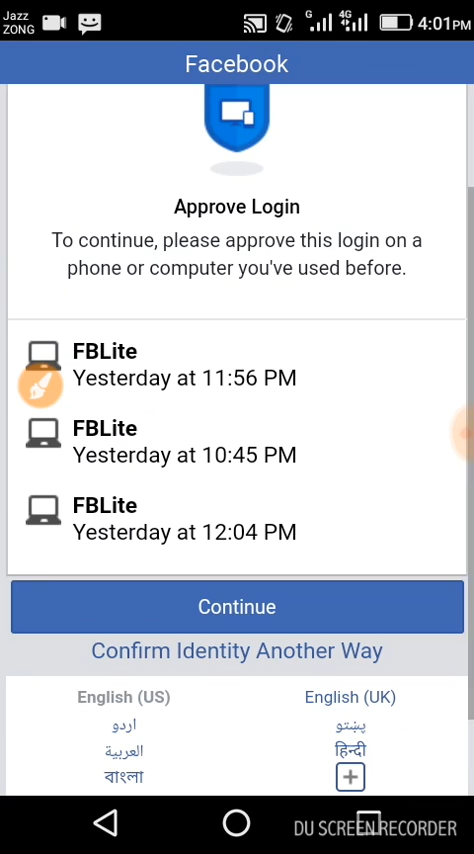 Jazz
ZONG
G
4G
4:01PM
Facebook
Approve Login
To continue, please approve this login on a
phone or computer you've used before.
FBLite
Yesterday at 11:56 PM
FBLite
Yesterday at 10:45 PM
FBLite
Yesterday at 12:04 PM
Continue
Confirm Identity Another Way
English (US)
English (UK)
اردو
پښتو
العربية
हिन्दी
বাংলা
DU SCREEN RECORDER